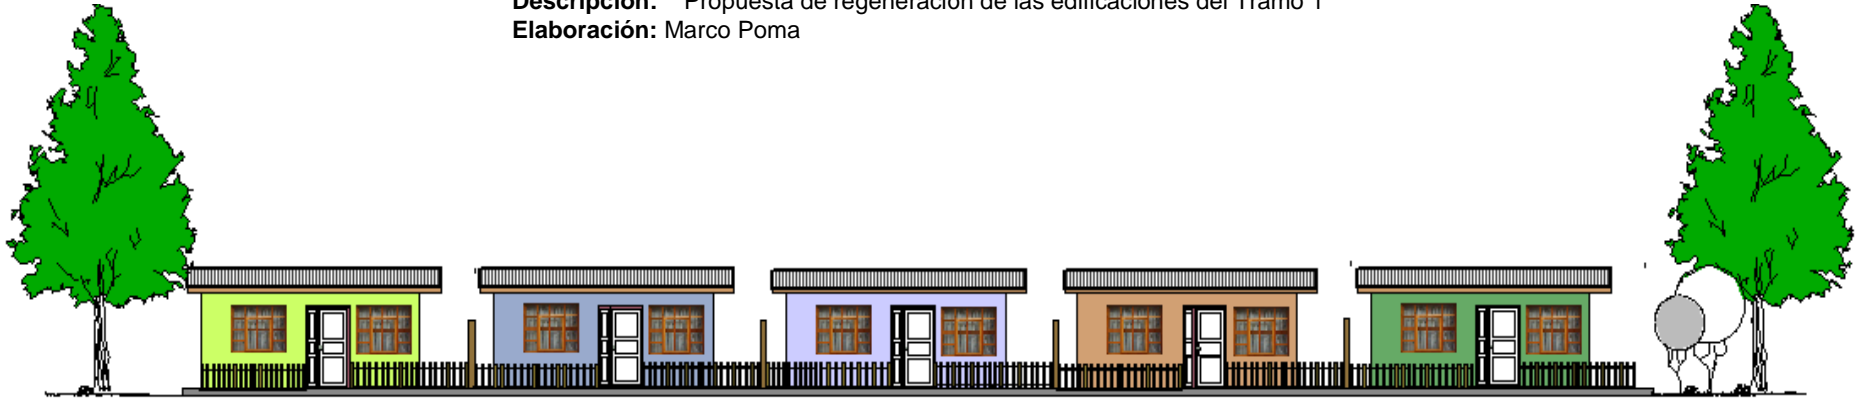 Descripción: Propuesta de regeneración de las edificaciones del Tramo 1
Elaboración: Marco Poma